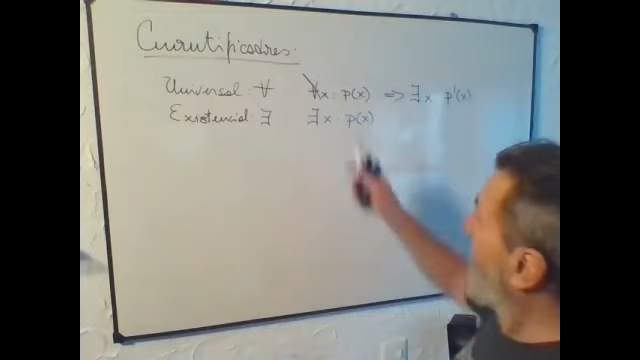 Cuantificadores:
Universal: ∀ ∀x : p(x) ⇒ ∃x p'(x)
Existencial ∃ ∃x : p(x)